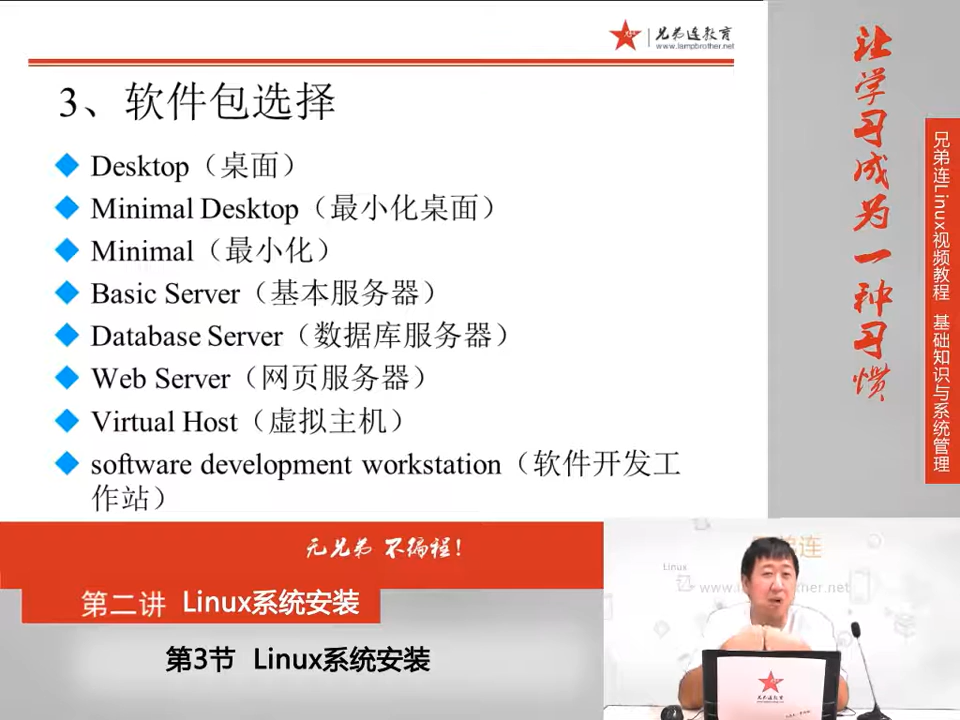 兄弟连教育
www.lampbrother.net
3、软件包选择
Desktop（桌面）
Minimal Desktop（最小化桌面）
Minimal（最小化）
Basic Server（基本服务器）
Database Server（数据库服务器）
Web Server（网页服务器）
Virtual Host（虚拟主机）
software development workstation（软件开发工
作站）
让学习成为一种习惯
兄弟连Linux视频教程 基础知识与系统管理
无兄弟 不编程！
第二讲 Linux系统安装
第3节 Linux系统安装
Linux
兄弟连教育